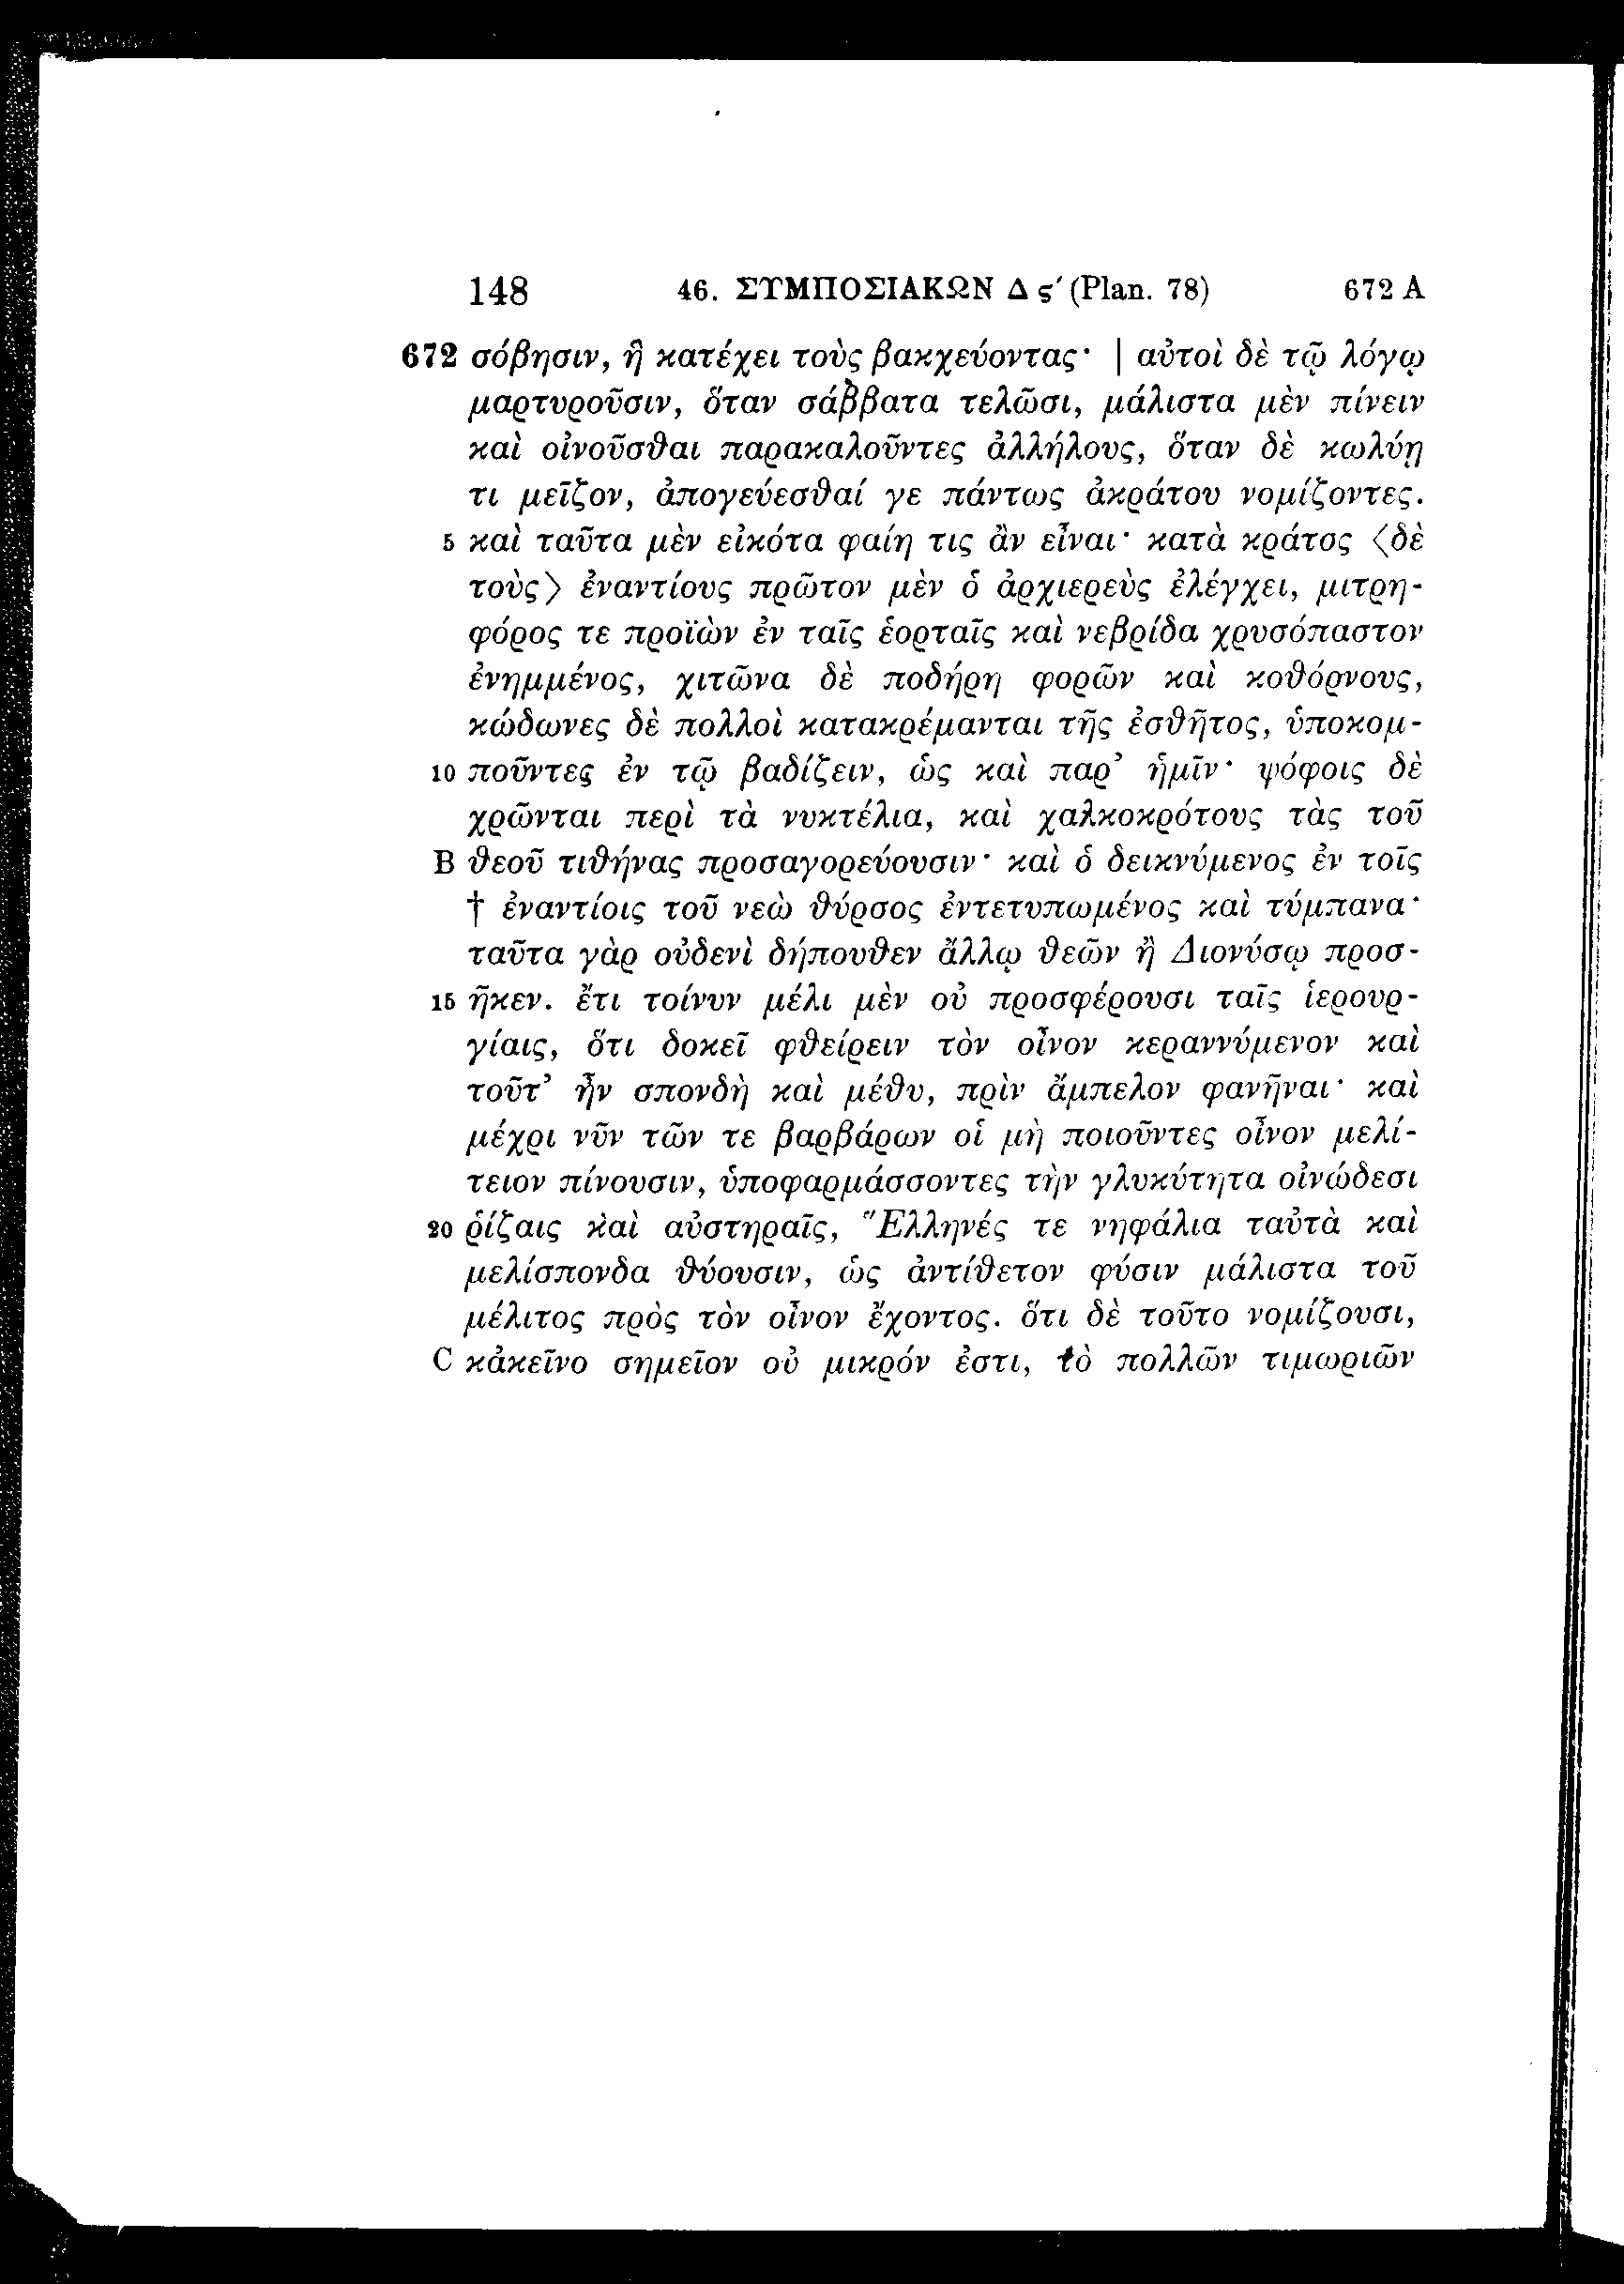 148 46. ΣΥΜΠΟΣΙΑΚΩΝ Δ ς′ (Plan. 78) 672 A
672 σόβησιν, ἣ κατέχει τοὺς βακχεύοντας· | αὐτοὶ δὲ τῷ λόγῳ
μαρτυροῦσιν, ὅταν σάββατα τελῶσι, μάλιστα μὲν πίνειν
καὶ οἰνοῦσθαι παρακαλοῦντες ἀλλήλους, ὅταν δὲ κωλύῃ
τι μεῖζον, ἀπογεύεσθαί γε πάντως ἀκράτου νομίζοντες.
5 καὶ ταῦτα μὲν εἰκότα φαίη τις ἂν εἶναι· κατὰ κράτος 〈δὲ
τοὺς〉 ἐναντίους πρῶτον μὲν ὁ ἀρχιερεὺς ἐλέγχει, μιτρη-
φόρος τε προϊὼν ἐν ταῖς ἑορταῖς καὶ νεβρίδα χρυσόπαστον
ἐνημμένος, χιτῶνα δὲ ποδήρη φορῶν καὶ κοθόρνους,
κώδωνες δὲ πολλοὶ κατακρέμανται τῆς ἐσθῆτος, ὑποκομ-
10 ποῦντες ἐν τῷ βαδίζειν, ὡς καὶ παρ’ ἡμῖν· ψόφοις δὲ
χρῶνται περὶ τὰ νυκτέλια, καὶ χαλκοκρότους τὰς τοῦ
B θεοῦ τιθήνας προσαγορεύουσιν· καὶ ὁ δεικνύμενος ἐν τοῖς
† ἐναντίοις τοῦ νεὼ θύρσος ἐντετυπωμένος καὶ τύμπανα·
ταῦτα γὰρ οὐδενὶ δήπουθεν ἄλλῳ θεῶν ἢ Διονύσῳ προσ-
15 ῆκεν. ἔτι τοίνυν μέλι μὲν οὐ προσφέρουσι ταῖς ἱερουρ-
γίαις, ὅτι δοκεῖ φθείρειν τὸν οἶνον κεραννύμενον καὶ
τοῦτ’ ἦν σπονδὴ καὶ μέθυ, πρὶν ἄμπελον φανῆναι· καὶ
μέχρι νῦν τῶν τε βαρβάρων οἱ μὴ ποιοῦντες οἶνον μελί-
τειον πίνουσιν, ὑποφαρμάσσοντες τὴν γλυκύτητα οἰνώδεσι
20 ῥίζαις καὶ αὐστηραῖς, Ἕλληνές τε νηφάλια ταὐτὰ καὶ
μελίσπονδα θύουσιν, ὡς ἀντίθετον φύσιν μάλιστα τοῦ
μέλιτος πρὸς τὸν οἶνον ἔχοντος. ὅτι δὲ τοῦτο νομίζουσι,
C κἀκεῖνο σημεῖον οὐ μικρόν ἐστι, τὸ πολλῶν τιμωριῶν